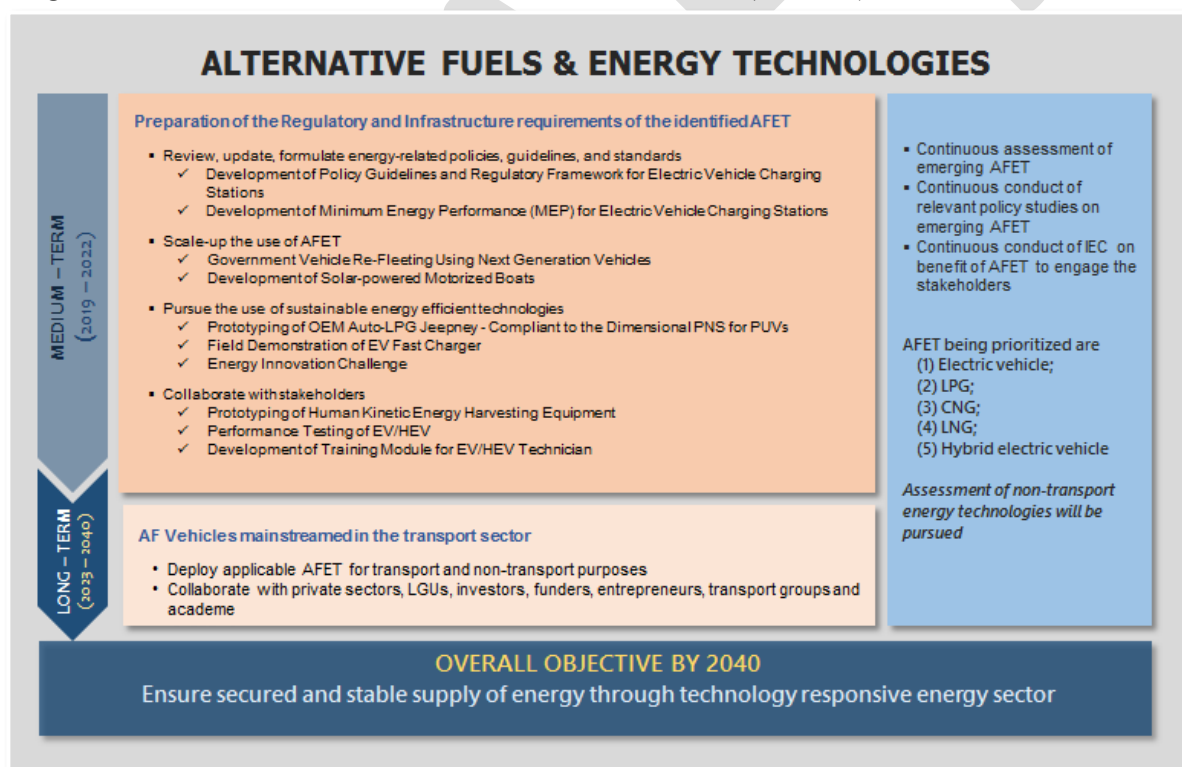 ALTERNATIVE FUELS & ENERGY TECHNOLOGIES
MEDIUM – TERM
(2019 – 2022)
Preparation of the Regulatory and Infrastructure requirements of the identified AFET
▪ Review, update, formulate energy-related policies, guidelines, and standards
✓ Development of Policy Guidelines and Regulatory Framework for Electric Vehicle Charging
Stations
✓ Development of Minimum Energy Performance (MEP) for Electric Vehicle Charging Stations
▪ Scale-up the use of AFET
✓ Government Vehicle Re-Fleeting Using Next Generation Vehicles
✓ Development of Solar-powered Motorized Boats
▪ Pursue the use of sustainable energy efficient technologies
✓ Prototyping of OEM Auto-LPG Jeepney - Compliant to the Dimensional PNS for PUVs
✓ Field Demonstration of EV Fast Charger
✓ Energy Innovation Challenge
▪ Collaborate with stakeholders
✓ Prototyping of Human Kinetic Energy Harvesting Equipment
✓ Performance Testing of EV/HEV
✓ Development of Training Module for EV/HEV Technician
LONG – TERM
(2023 – 2040)
AF Vehicles mainstreamed in the transport sector
• Deploy applicable AFET for transport and non-transport purposes
• Collaborate with private sectors, LGUs, investors, funders, entrepreneurs, transport groups and
academe
▪ Continuous assessment of
emerging AFET
▪ Continuous conduct of
relevant policy studies on
emerging AFET
▪ Continuous conduct of IEC on
benefit of AFET to engage the
stakeholders
AFET being prioritized are
(1) Electric vehicle;
(2) LPG;
(3) CNG;
(4) LNG;
(5) Hybrid electric vehicle
Assessment of non-transport
energy technologies will be
pursued
OVERALL OBJECTIVE BY 2040
Ensure secured and stable supply of energy through technology responsive energy sector